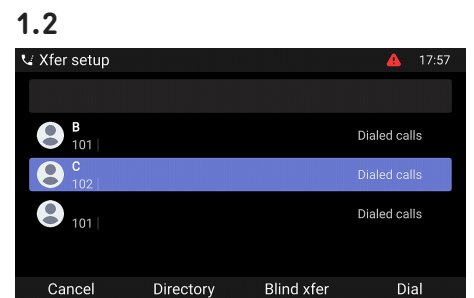 1.2
Xfer setup 17:57
B
101 | Dialed calls
C
102 | Dialed calls
101 | Dialed calls
Cancel Directory Blind xfer Dial